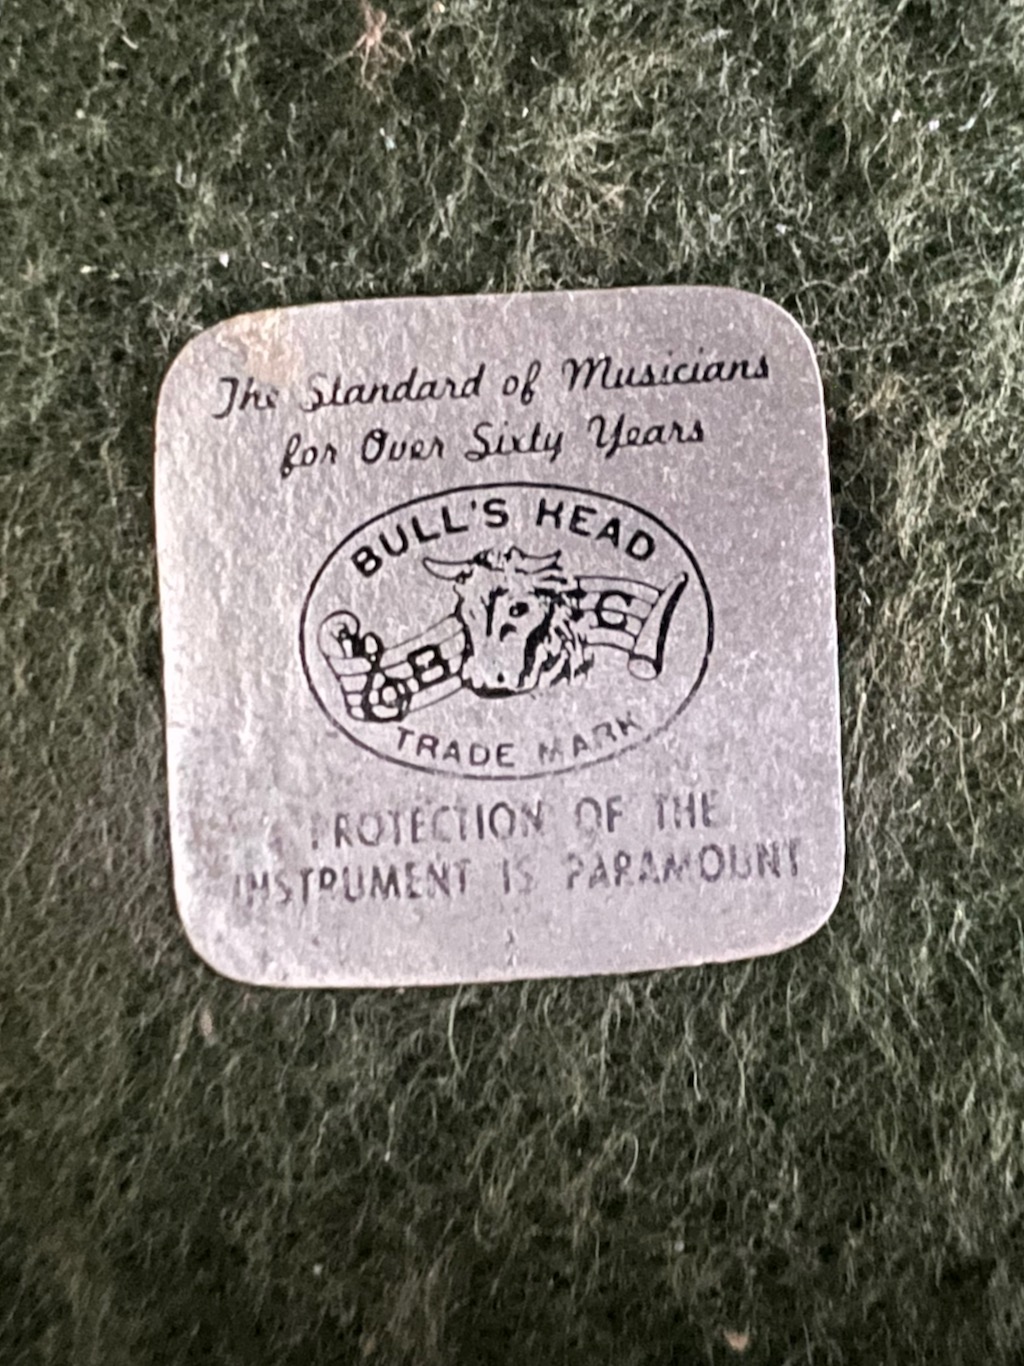 The Standard of Musicians
for Over Sixty Years
BULL'S HEAD
B C
TRADE MARK
PROTECTION OF THE
INSTRUMENT IS PARAMOUNT